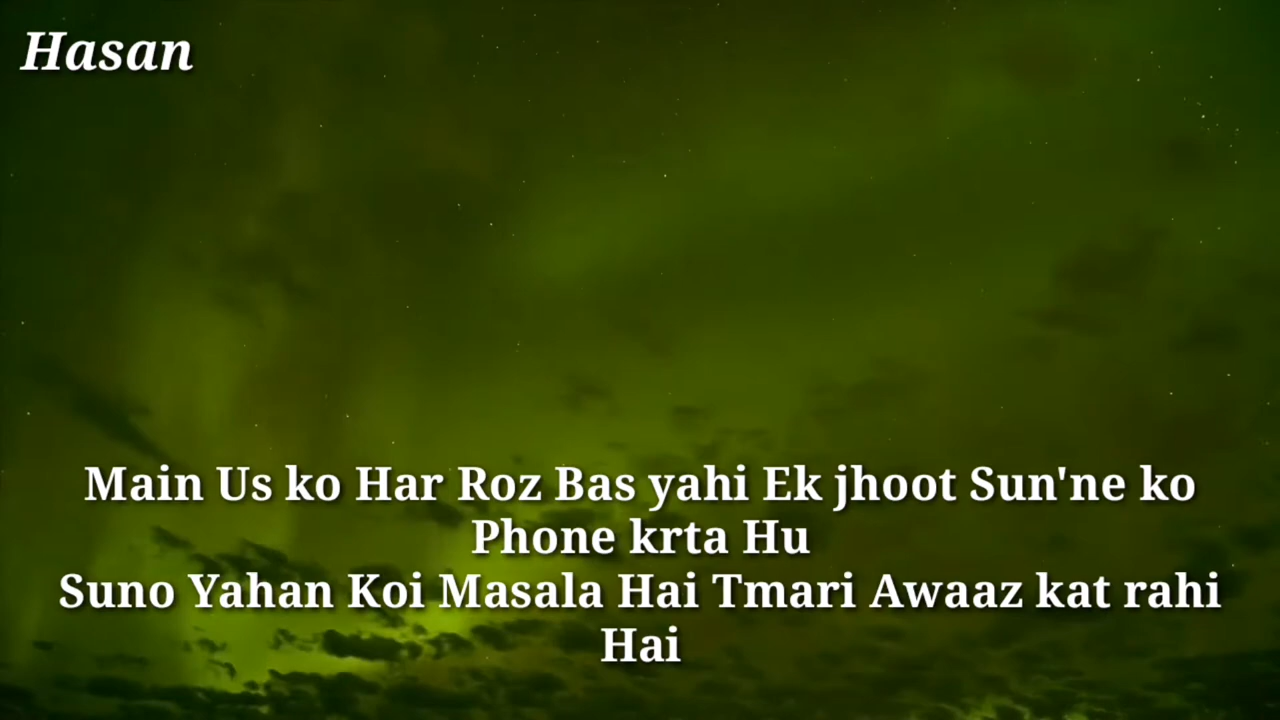 Hasan
Main Us ko Har Roz Bas yahi Ek jhoot Sun'ne ko
Phone krta Hu
Suno Yahan Koi Masala Hai Tmari Awaaz kat rahi
Hai